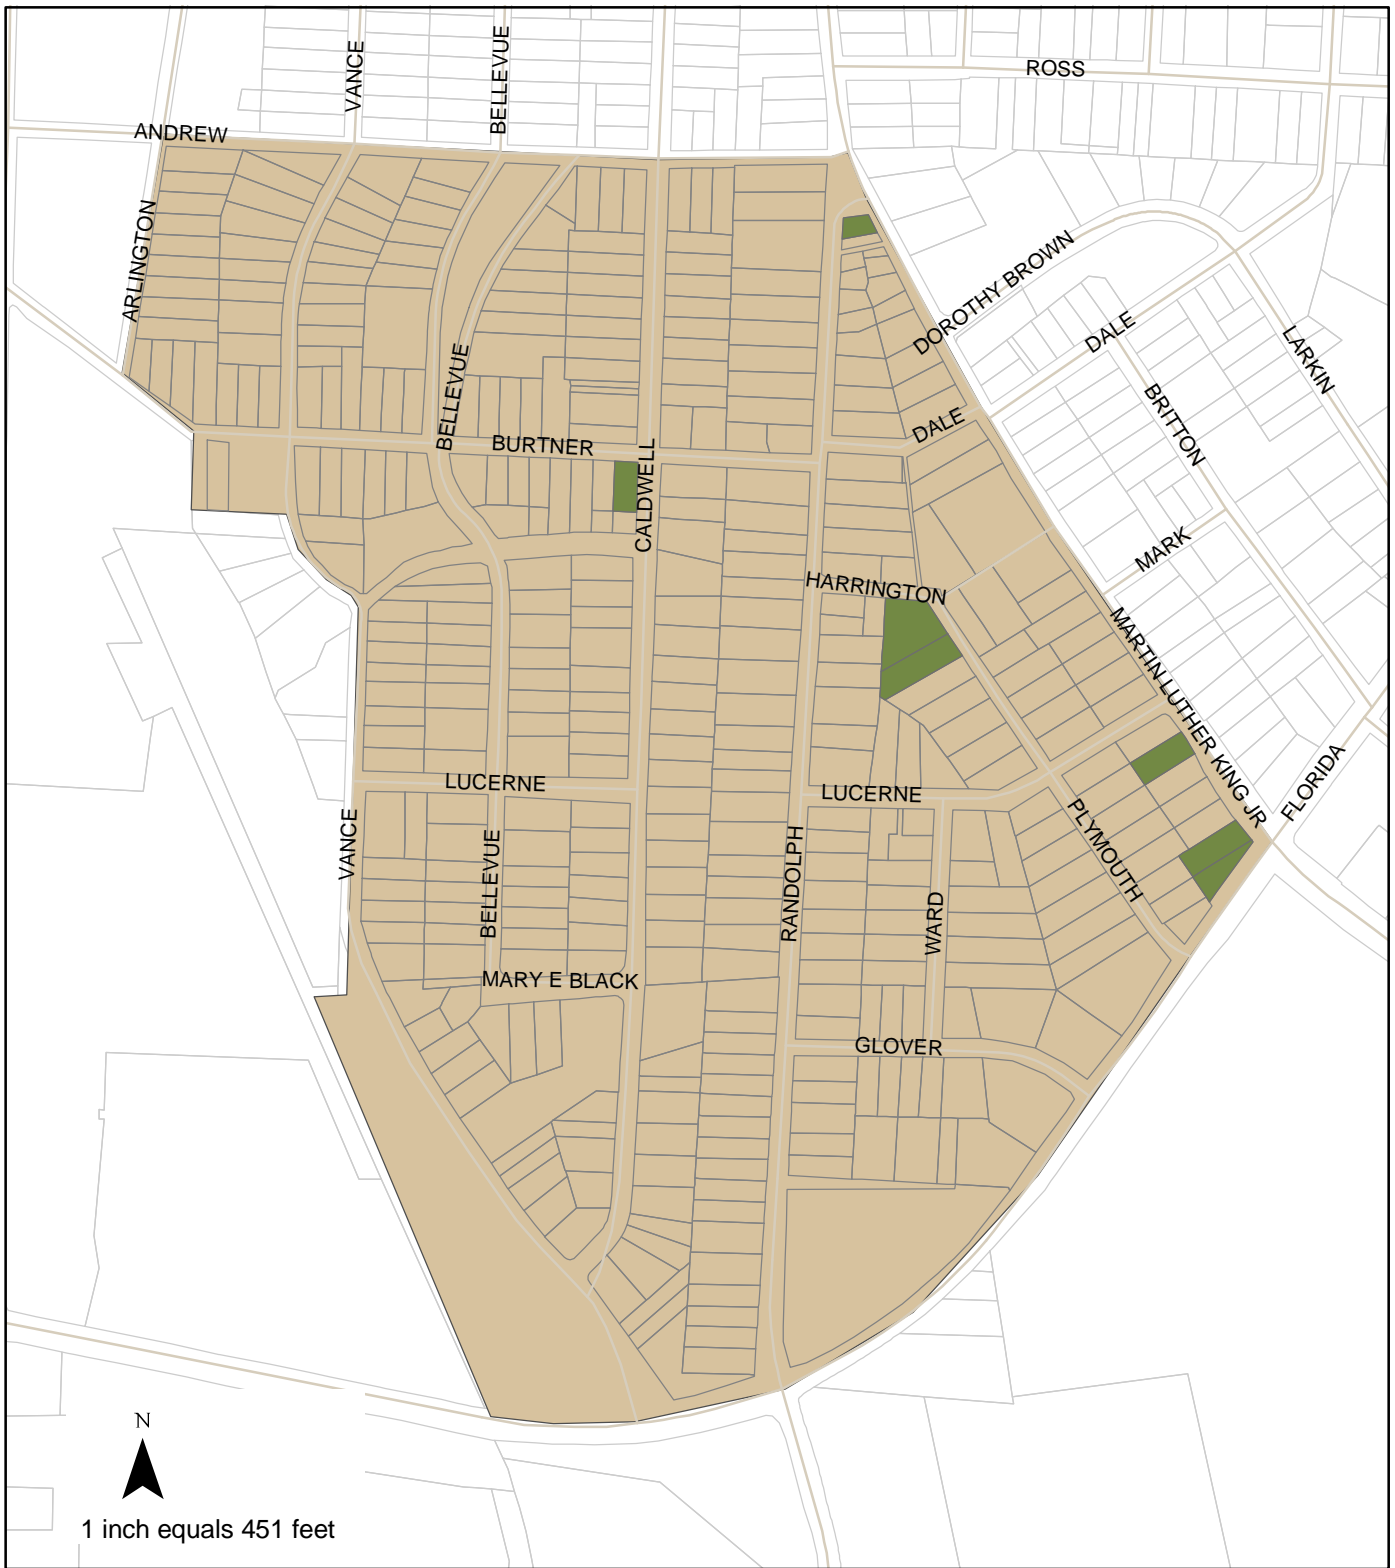 VANCE
BELLEVUE
ROSS
ANDREW
ARLINGTON
DOROTHY BROWN
DALE
LARKIN
BELLEVUE
BRITTON
DALE
BURTNER
CALDWELL
MARK
HARRINGTON
MARTIN LUTHER KING JR
LUCERNE
LUCERNE
FLORIDA
VANCE
BELLEVUE
RANDOLPH
PLYMOUTH
WARD
MARY E BLACK
GLOVER
N
1 inch equals 451 feet